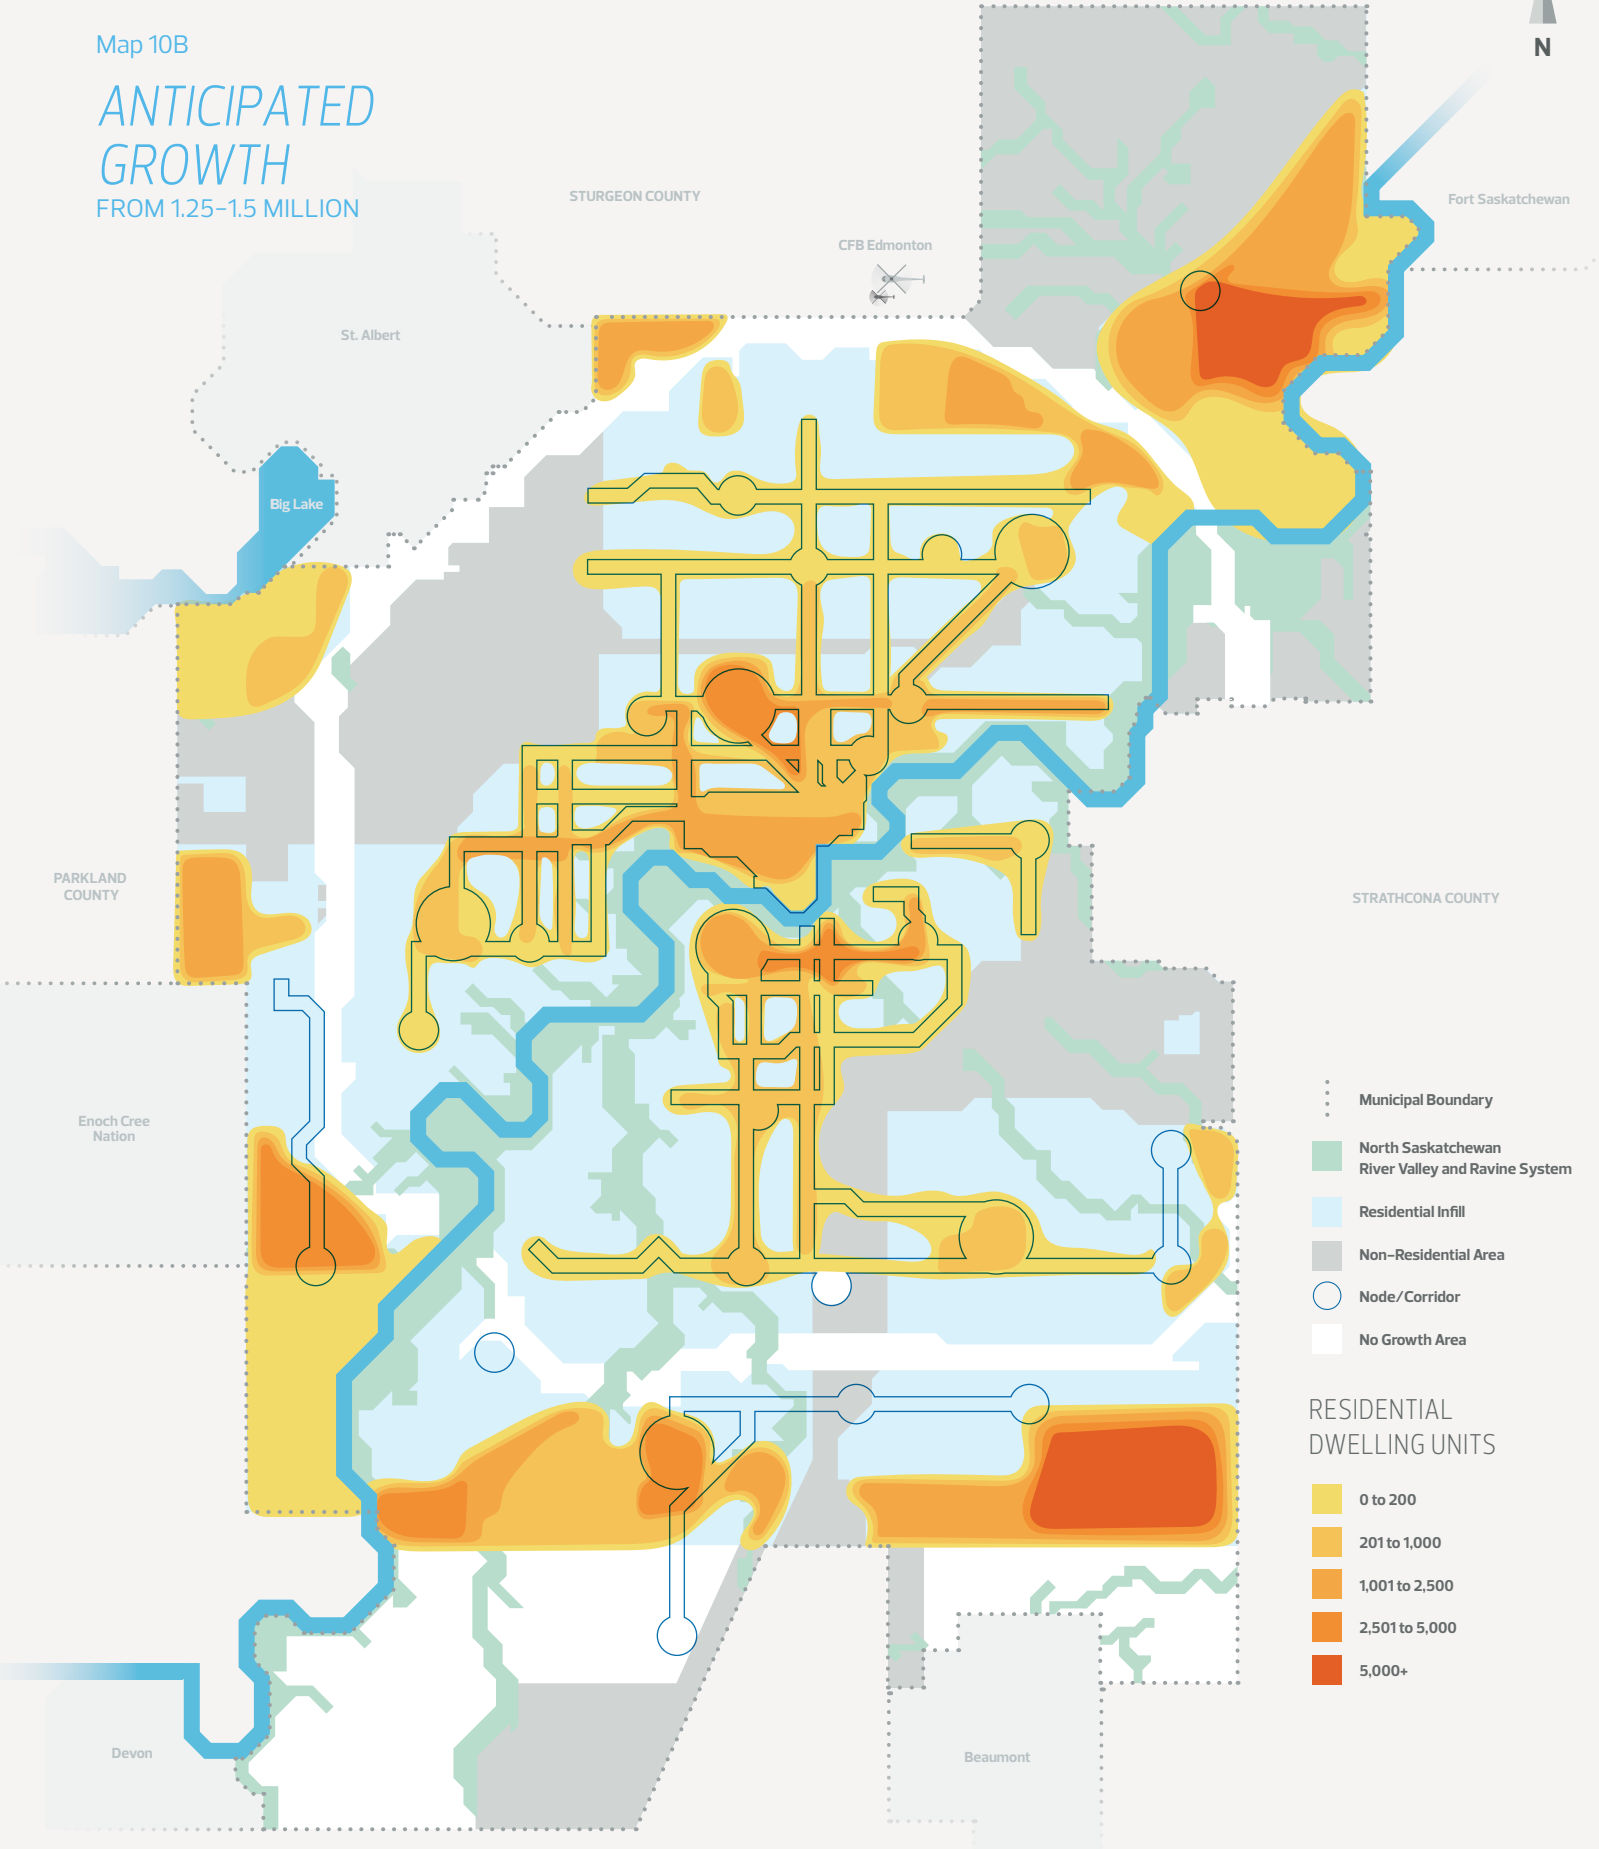 Map 10B
ANTICIPATED
GROWTH
FROM 1.25–1.5 MILLION
N
STURGEON COUNTY
Fort Saskatchewan
CFB Edmonton
St. Albert
Big Lake
PARKLAND
COUNTY
STRATHCONA COUNTY
Enoch Cree
Nation
Devon
Beaumont
Municipal Boundary
North Saskatchewan
River Valley and Ravine System
Residential Infill
Non-Residential Area
Node/Corridor
No Growth Area
RESIDENTIAL
DWELLING UNITS
0 to 200
201 to 1,000
1,001 to 2,500
2,501 to 5,000
5,000+